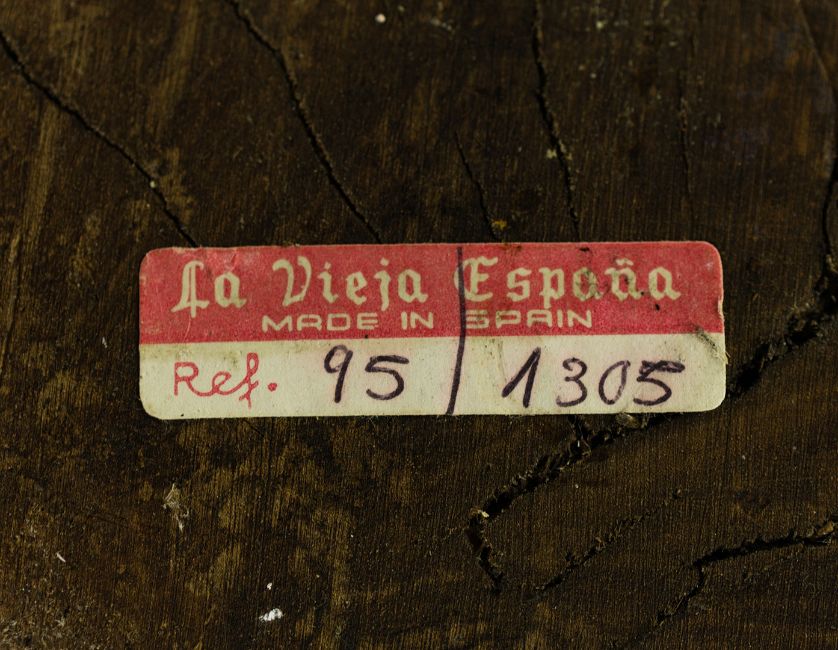 La Vieja España
MADE IN SPAIN
Ref. 95 / 1305